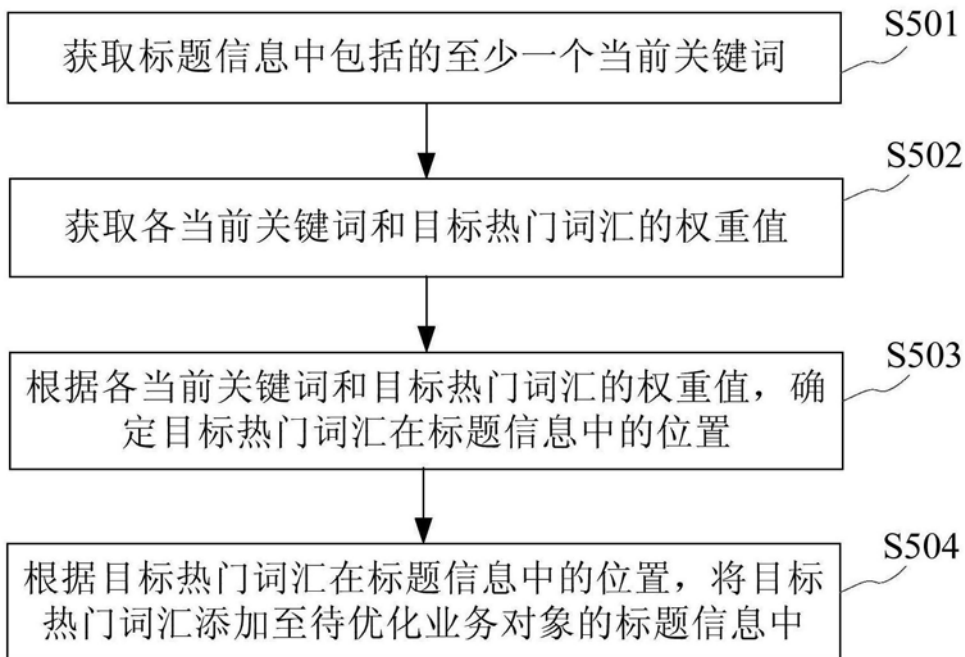 S501
获取标题信息中包括的至少一个当前关键词
S502
获取各当前关键词和目标热门词汇的权重值
S503
根据各当前关键词和目标热门词汇的权重值，确
定目标热门词汇在标题信息中的位置
S504
根据目标热门词汇在标题信息中的位置，将目标
热门词汇添加至待优化业务对象的标题信息中